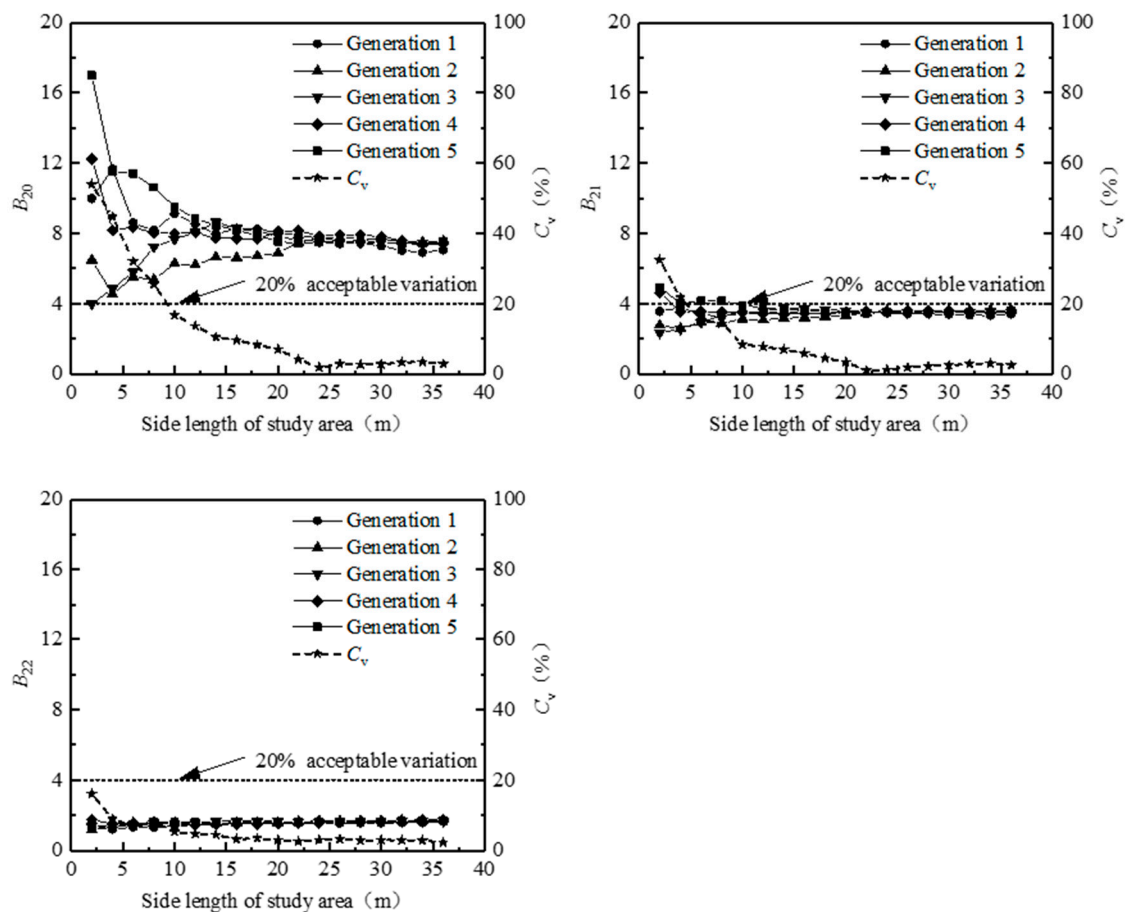 20
16
12
8
4
0
B20
0 5 10 15 20 25 30 35 40
Side length of study area（m）
100
80
60
40
20
0
Cv（%）
Generation 1
Generation 2
Generation 3
Generation 4
Generation 5
Cv
20% acceptable variation
20
16
12
8
4
0
B21
0 5 10 15 20 25 30 35 40
Side length of study area（m）
100
80
60
40
20
0
Cv（%）
Generation 1
Generation 2
Generation 3
Generation 4
Generation 5
Cv
20% acceptable variation
20
16
12
8
4
0
B22
0 5 10 15 20 25 30 35 40
Side length of study area（m）
100
80
60
40
20
0
Cv（%）
Generation 1
Generation 2
Generation 3
Generation 4
Generation 5
Cv
20% acceptable variation